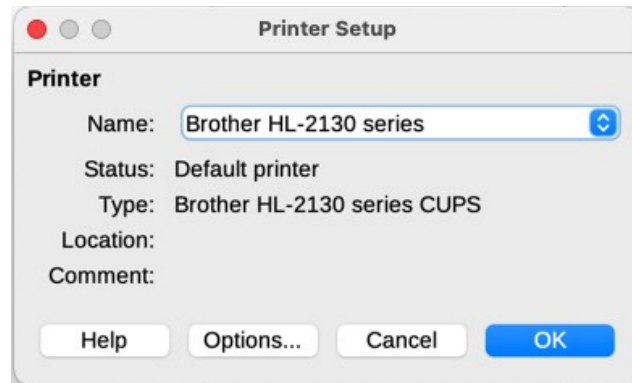 Printer Setup
Printer
Name: Brother HL-2130 series
Status: Default printer
Type: Brother HL-2130 series CUPS
Location:
Comment:
Help Options... Cancel OK